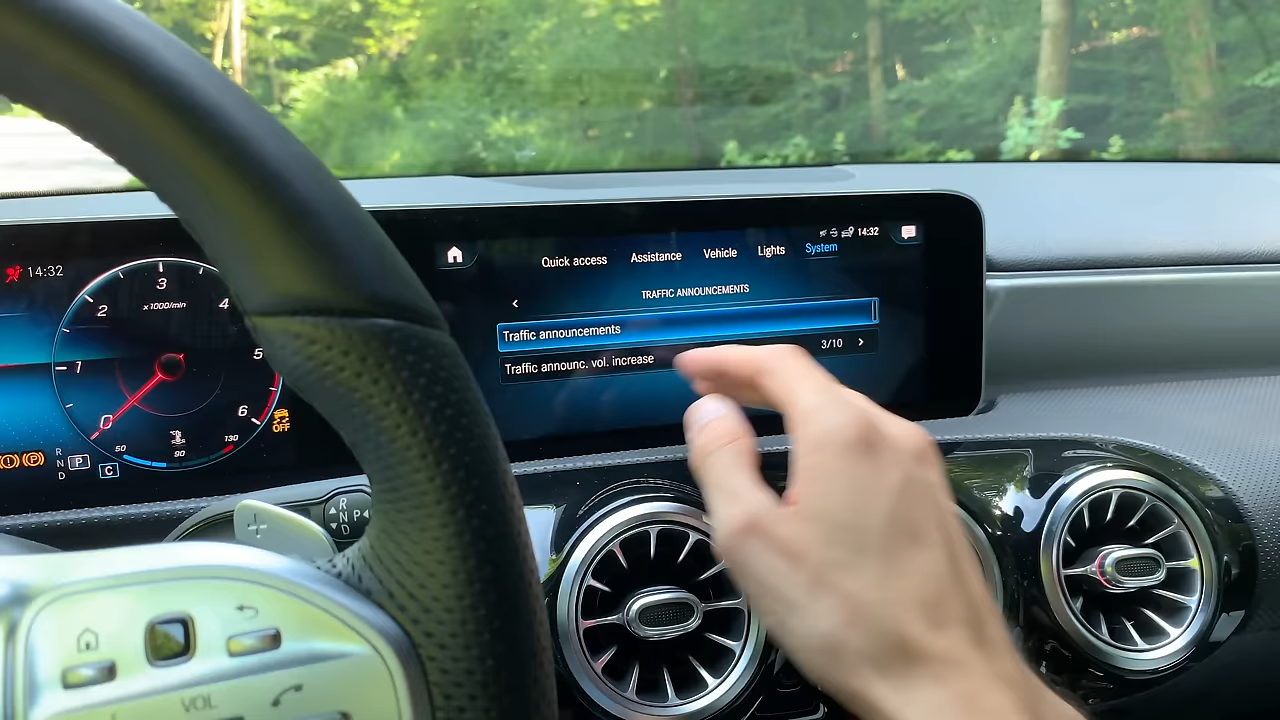 14:32
Quick access Assistance Vehicle Lights System
TRAFFIC ANNOUNCEMENTS
Traffic announcements
Traffic announc. vol. increase 3/10
14:32
0 1 2 3 4 5 6
x1000/min
50 90 130
OFF
R
N
D
P
C
R
N
D
P
VOL